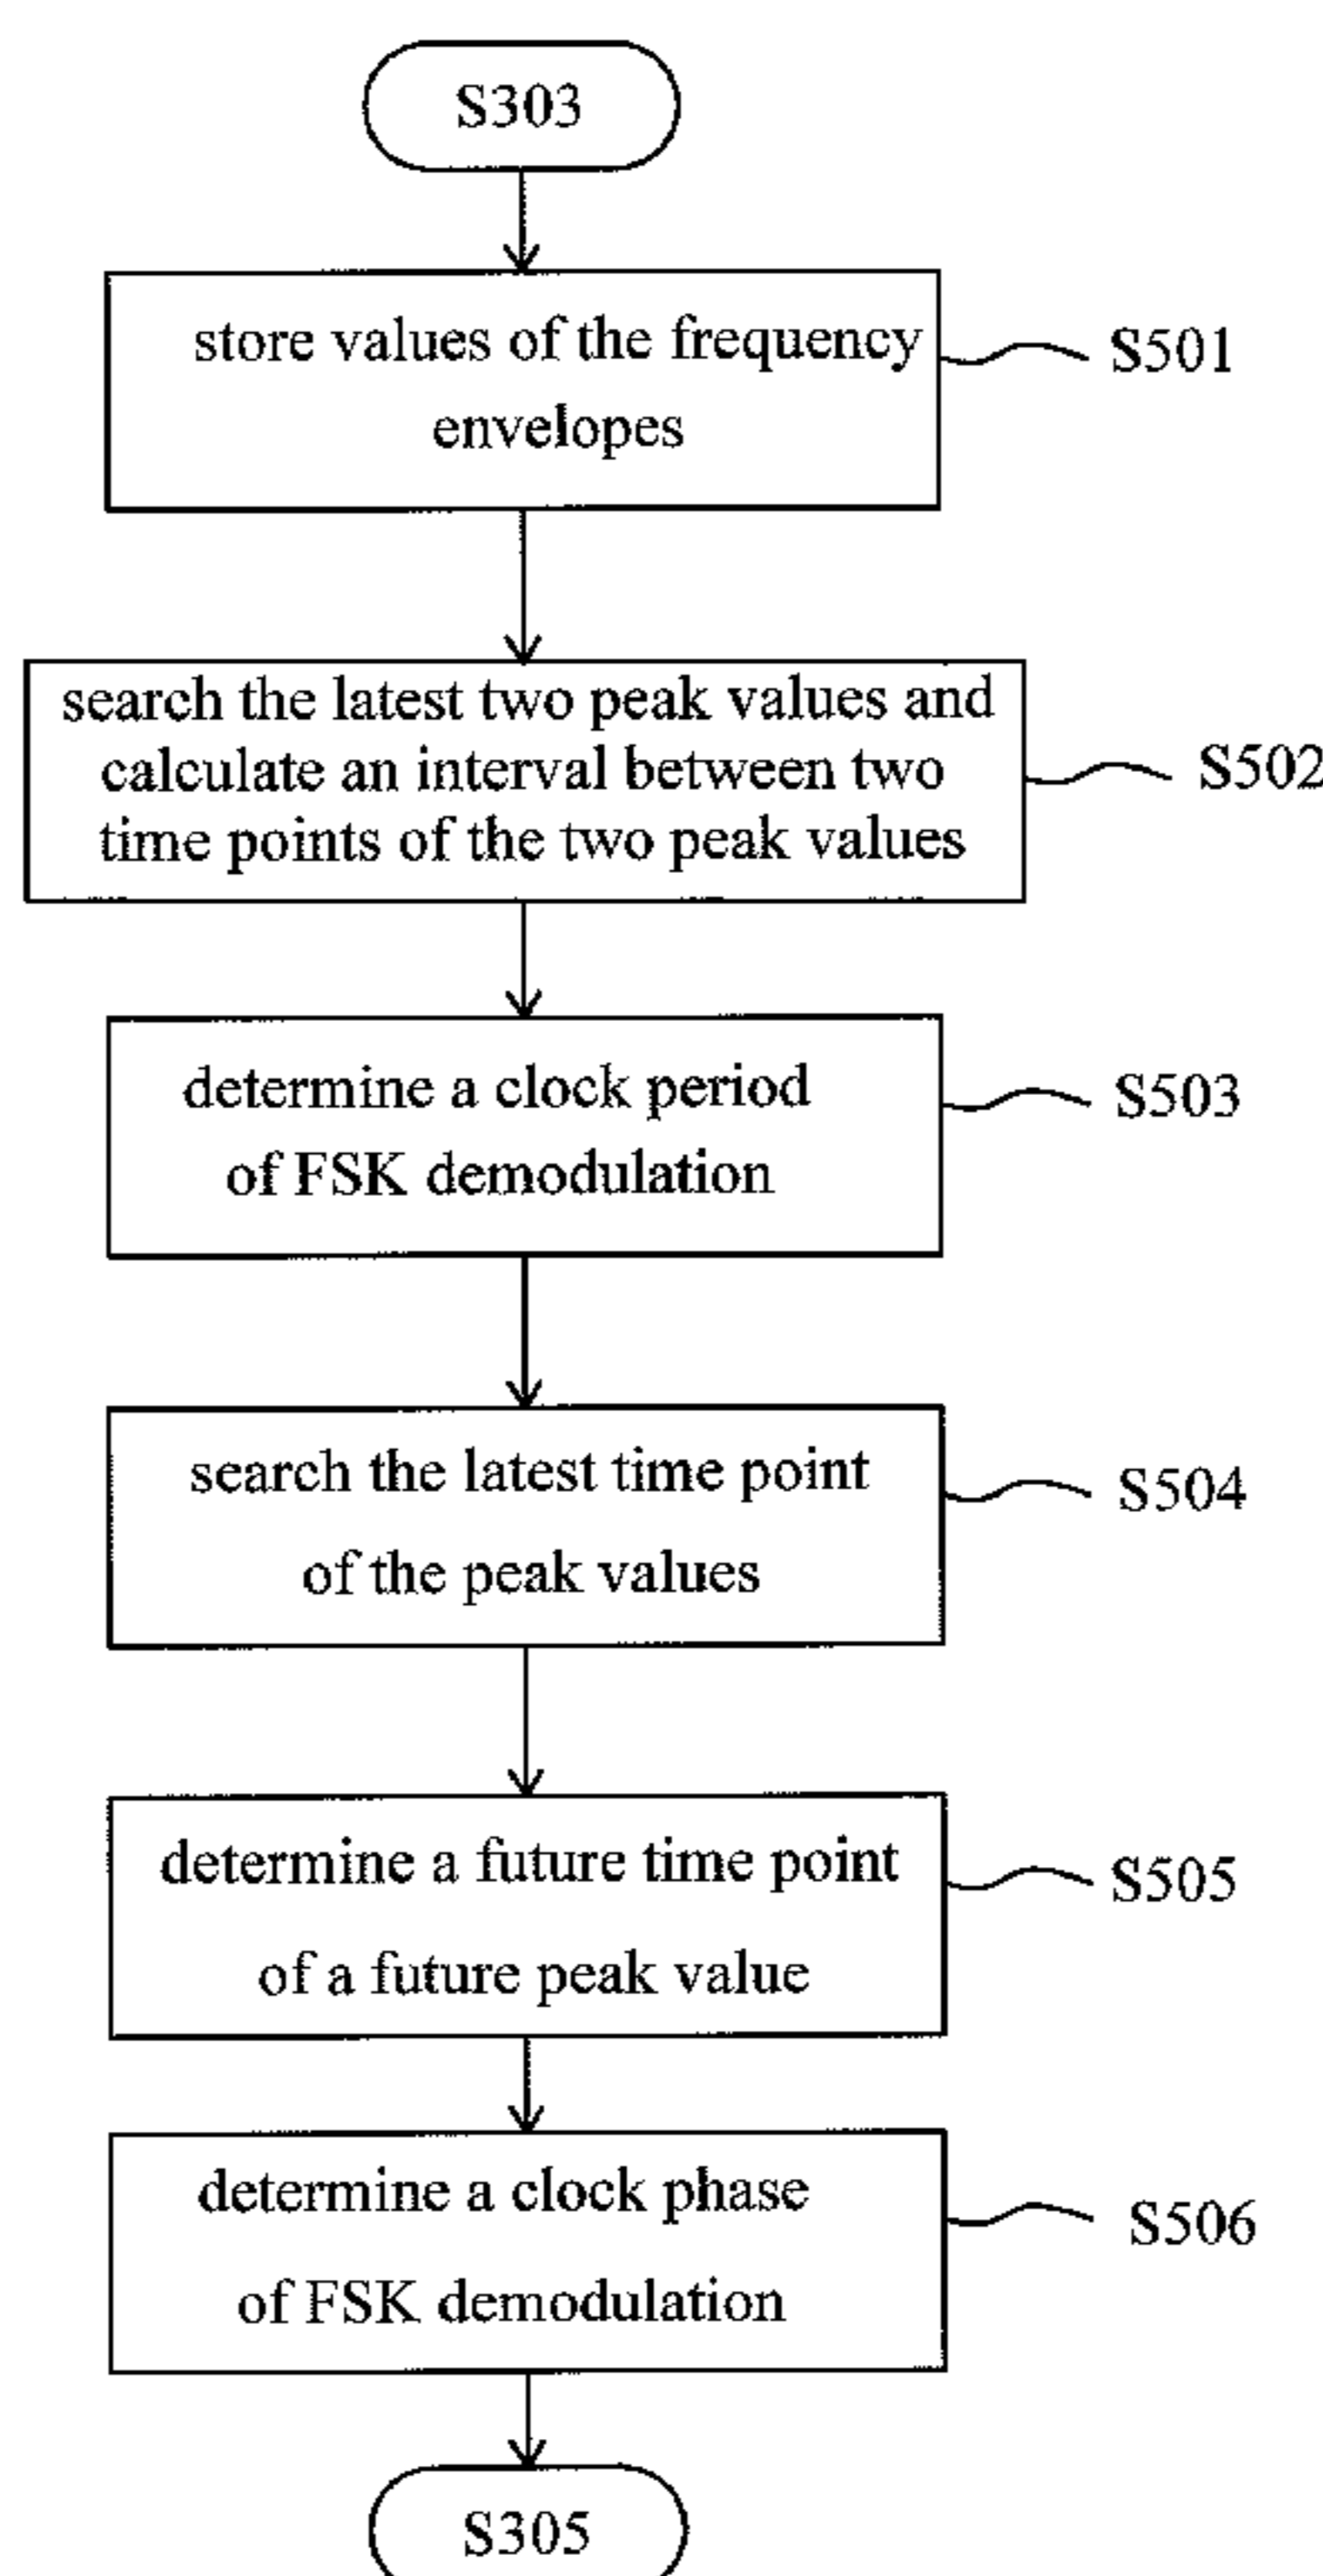 S303
store values of the frequency
envelopes
S501
search the latest two peak values and
calculate an interval between two
time points of the two peak values
S502
determine a clock period
of FSK demodulation
S503
search the latest time point
of the peak values
S504
determine a future time point
of a future peak value
S505
determine a clock phase
of FSK demodulation
S506
S305